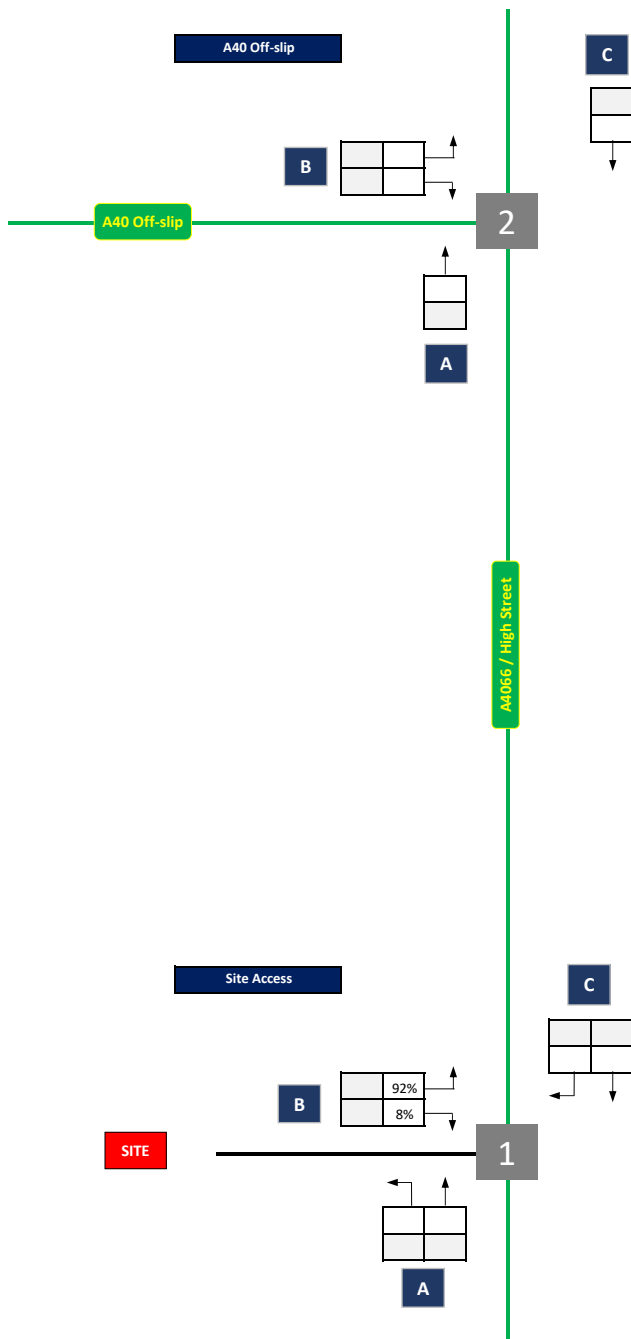 A40 Off-slip
C
B
A40 Off-slip
2
A
A4066 / High Street
Site Access
C
92%
B
8%
SITE
1
A